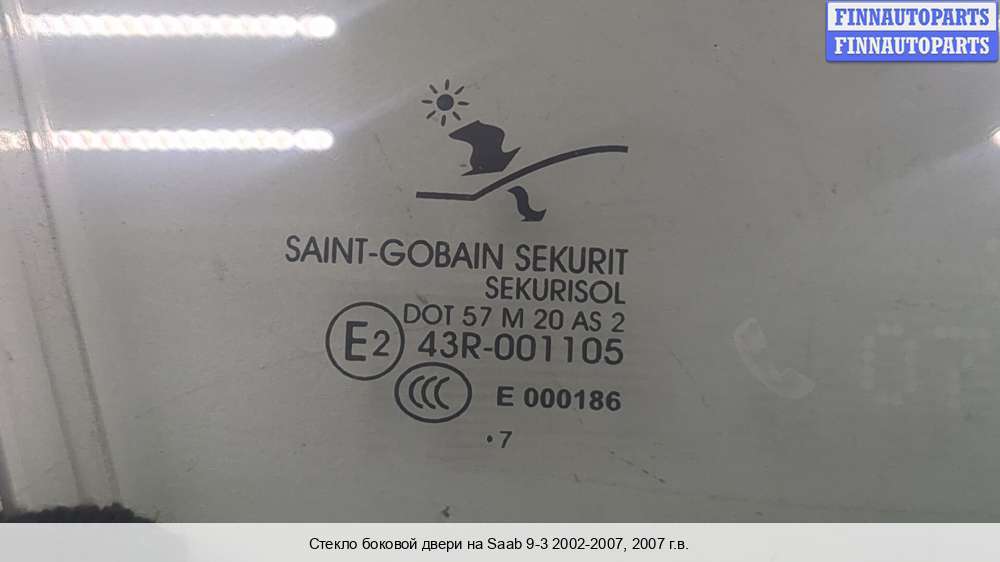 FINNAUTOPARTS
FINNAUTOPARTS
SAINT-GOBAIN SEKURIT
SEKURISOL
DOT 57 M 20 AS 2
E2 43R-001105
CCC E 000186
·7
Стекло боковой двери на Saab 9-3 2002-2007, 2007 г.в.